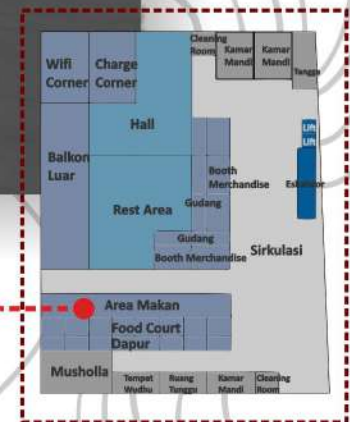 Cleaning
Room
Kamar
Mandi
Kamar
Mandi
Tangga
Wifi
Corner
Charge
Corner
Hall
Lift
Lift
Balkon
Luar
Booth
Merchandise
Eskalator
Rest Area
Gudang
Gudang
Booth Merchandise
Sirkulasi
Area Makan
Food Court
Dapur
Musholla
Tempat
Wudhu
Ruang
Tunggu
Kamar
Mandi
Cleaning
Room